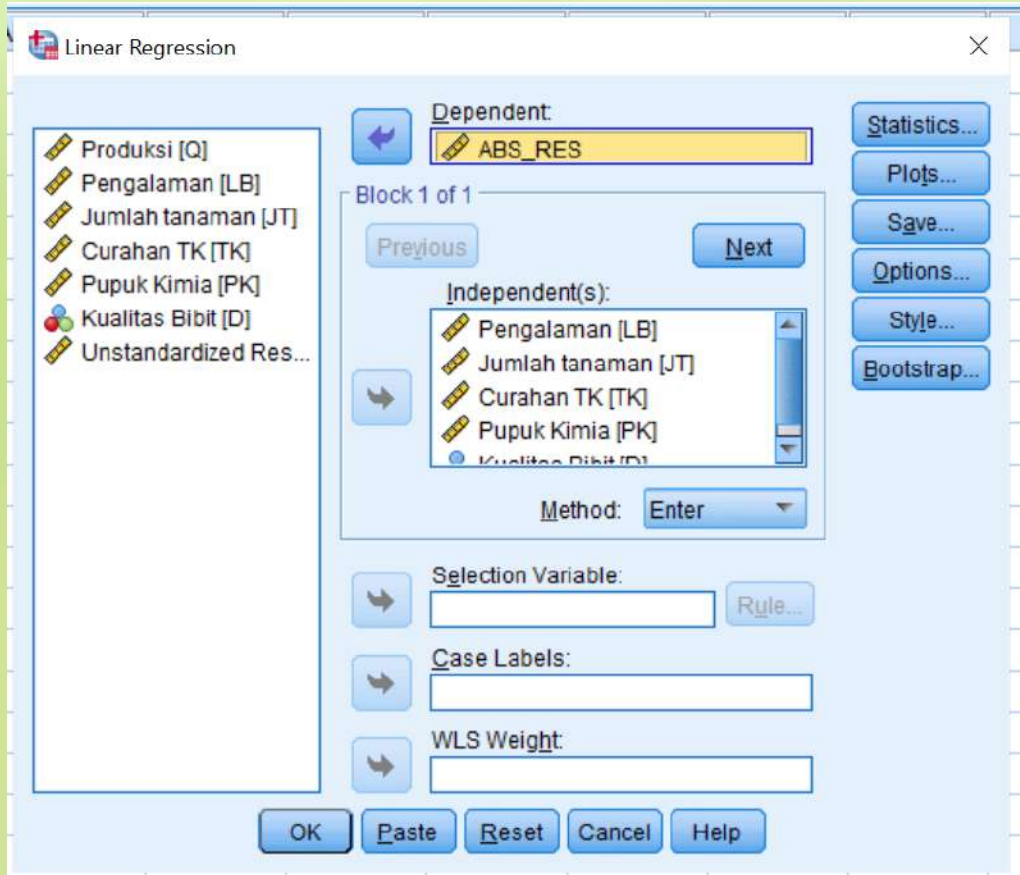 Linear Regression
Produksi [Q]
Pengalaman [LB]
Jumlah tanaman [JT]
Curahan TK [TK]
Pupuk Kimia [PK]
Kualitas Bibit [D]
Unstandardized Res...
Dependent:
ABS_RES
Block 1 of 1
Previous
Next
Independent(s):
Pengalaman [LB]
Jumlah tanaman [JT]
Curahan TK [TK]
Pupuk Kimia [PK]
Kualitas Bibit [D]
Method: Enter
Selection Variable:
Rule...
Case Labels:
WLS Weight:
Statistics...
Plots...
Save...
Options...
Style...
Bootstrap...
OK Paste Reset Cancel Help